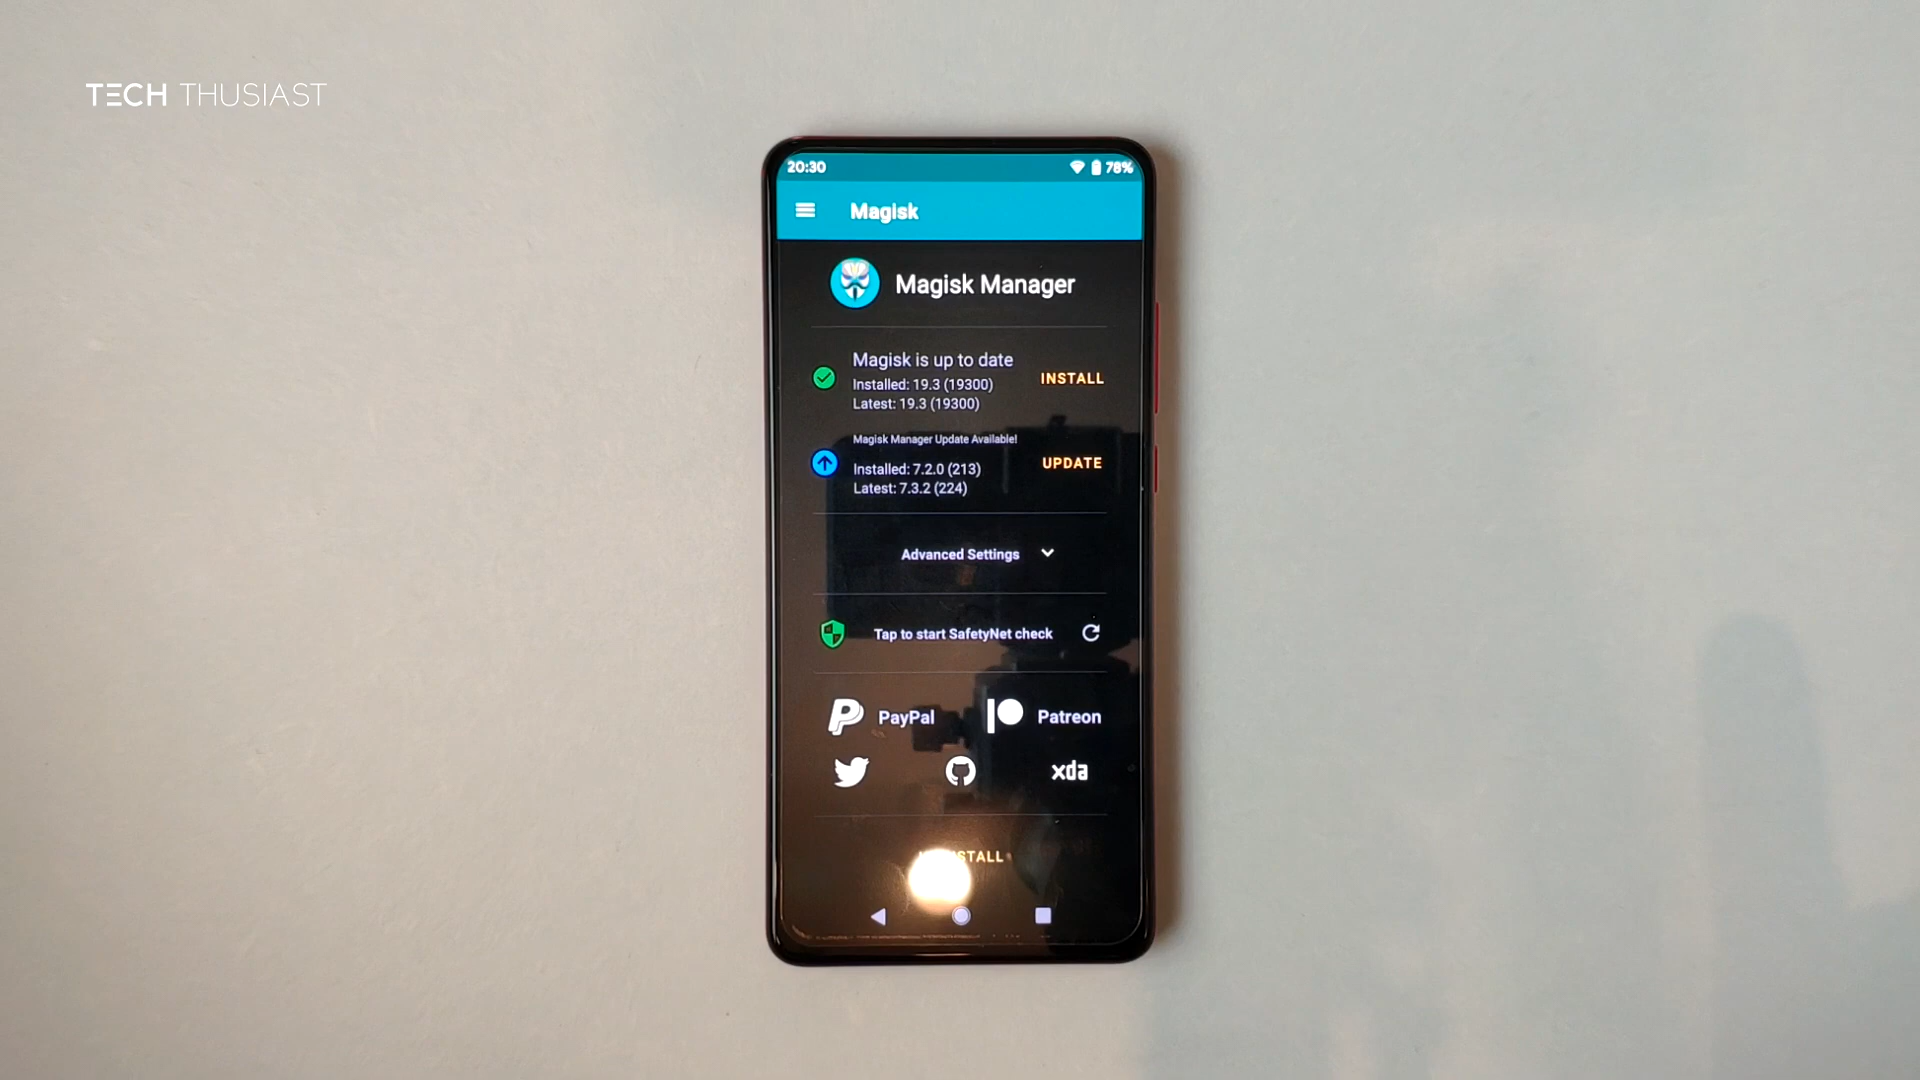 TECH THUSIAST
20:30
78%
Magisk
Magisk Manager
Magisk is up to date
Installed: 19.3 (19300)
Latest: 19.3 (19300)
INSTALL
Magisk Manager Update Available!
Installed: 7.2.0 (213)
Latest: 7.3.2 (224)
UPDATE
Advanced Settings
Tap to start SafetyNet check
PayPal
Patreon
xda